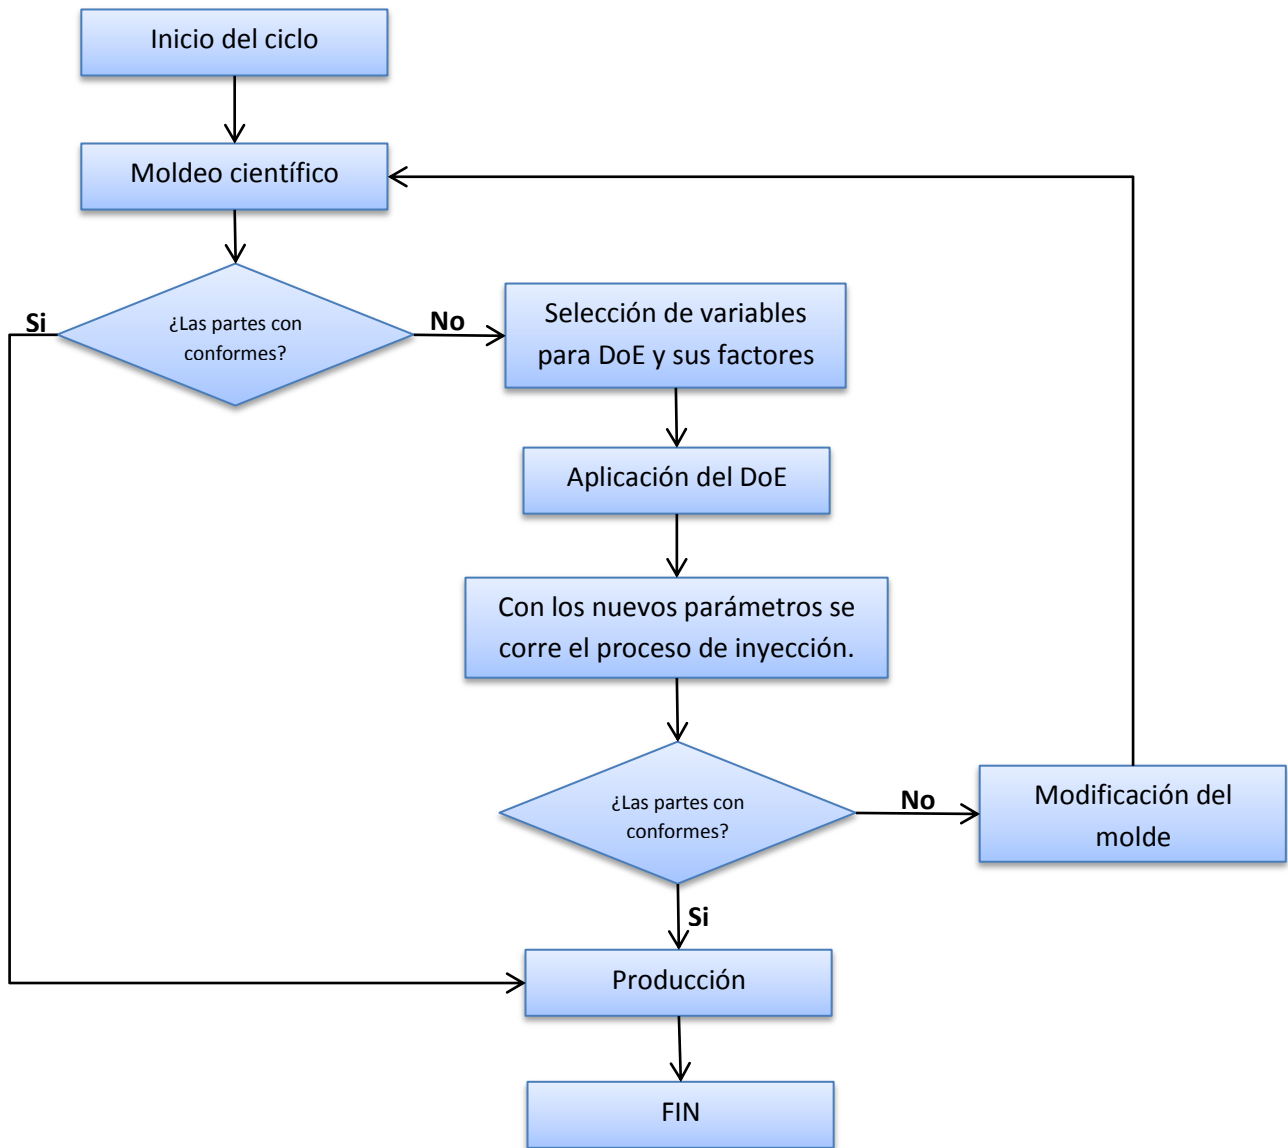 Inicio del ciclo
Moldeo científico
¿Las partes con
conformes?
Si
No
Selección de variables
para DoE y sus factores
Aplicación del DoE
Con los nuevos parámetros se
corre el proceso de inyección.
¿Las partes con
conformes?
No
Modificación del
molde
Si
Producción
FIN